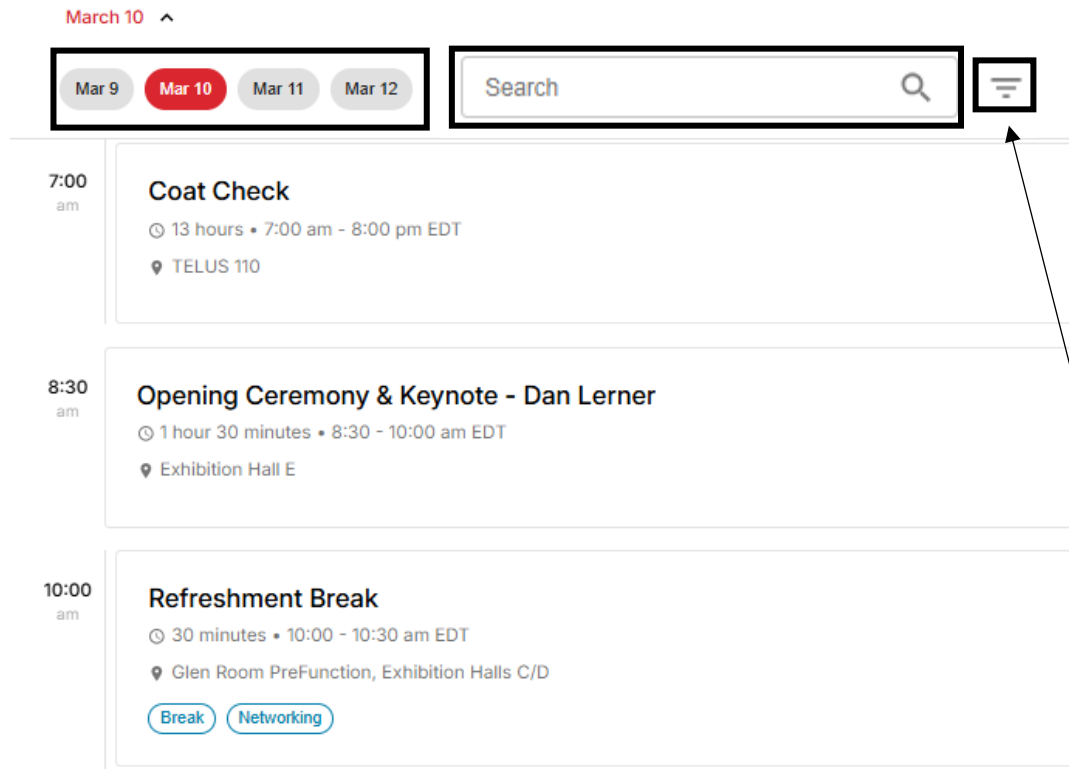 March 10
Mar 9 Mar 10 Mar 11 Mar 12 Search
7:00
am
Coat Check
13 hours • 7:00 am - 8:00 pm EDT
TELUS 110
8:30
am
Opening Ceremony & Keynote - Dan Lerner
1 hour 30 minutes • 8:30 - 10:00 am EDT
Exhibition Hall E
10:00
am
Refreshment Break
30 minutes • 10:00 - 10:30 am EDT
Glen Room PreFunction, Exhibition Halls C/D
Break Networking